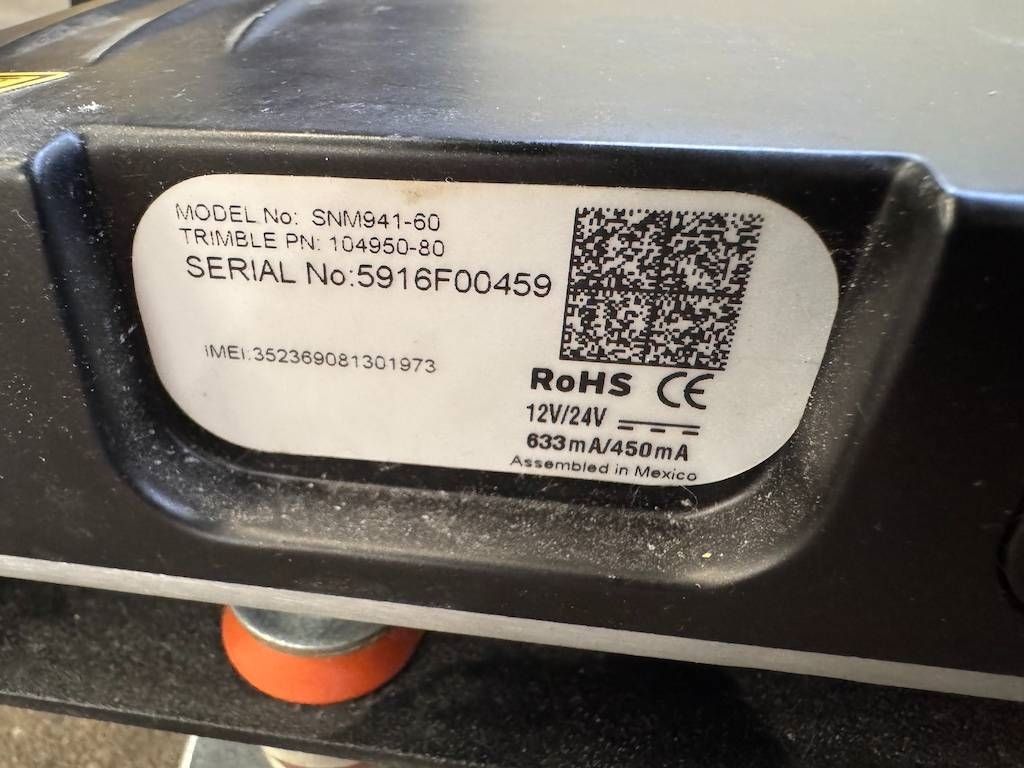 MODEL No: SNM941-60
TRIMBLE PN: 104950-80
SERIAL No:5916F00459
IMEI:352369081301973
RoHS CE
12V/24V
633mA/450mA
Assembled in Mexico